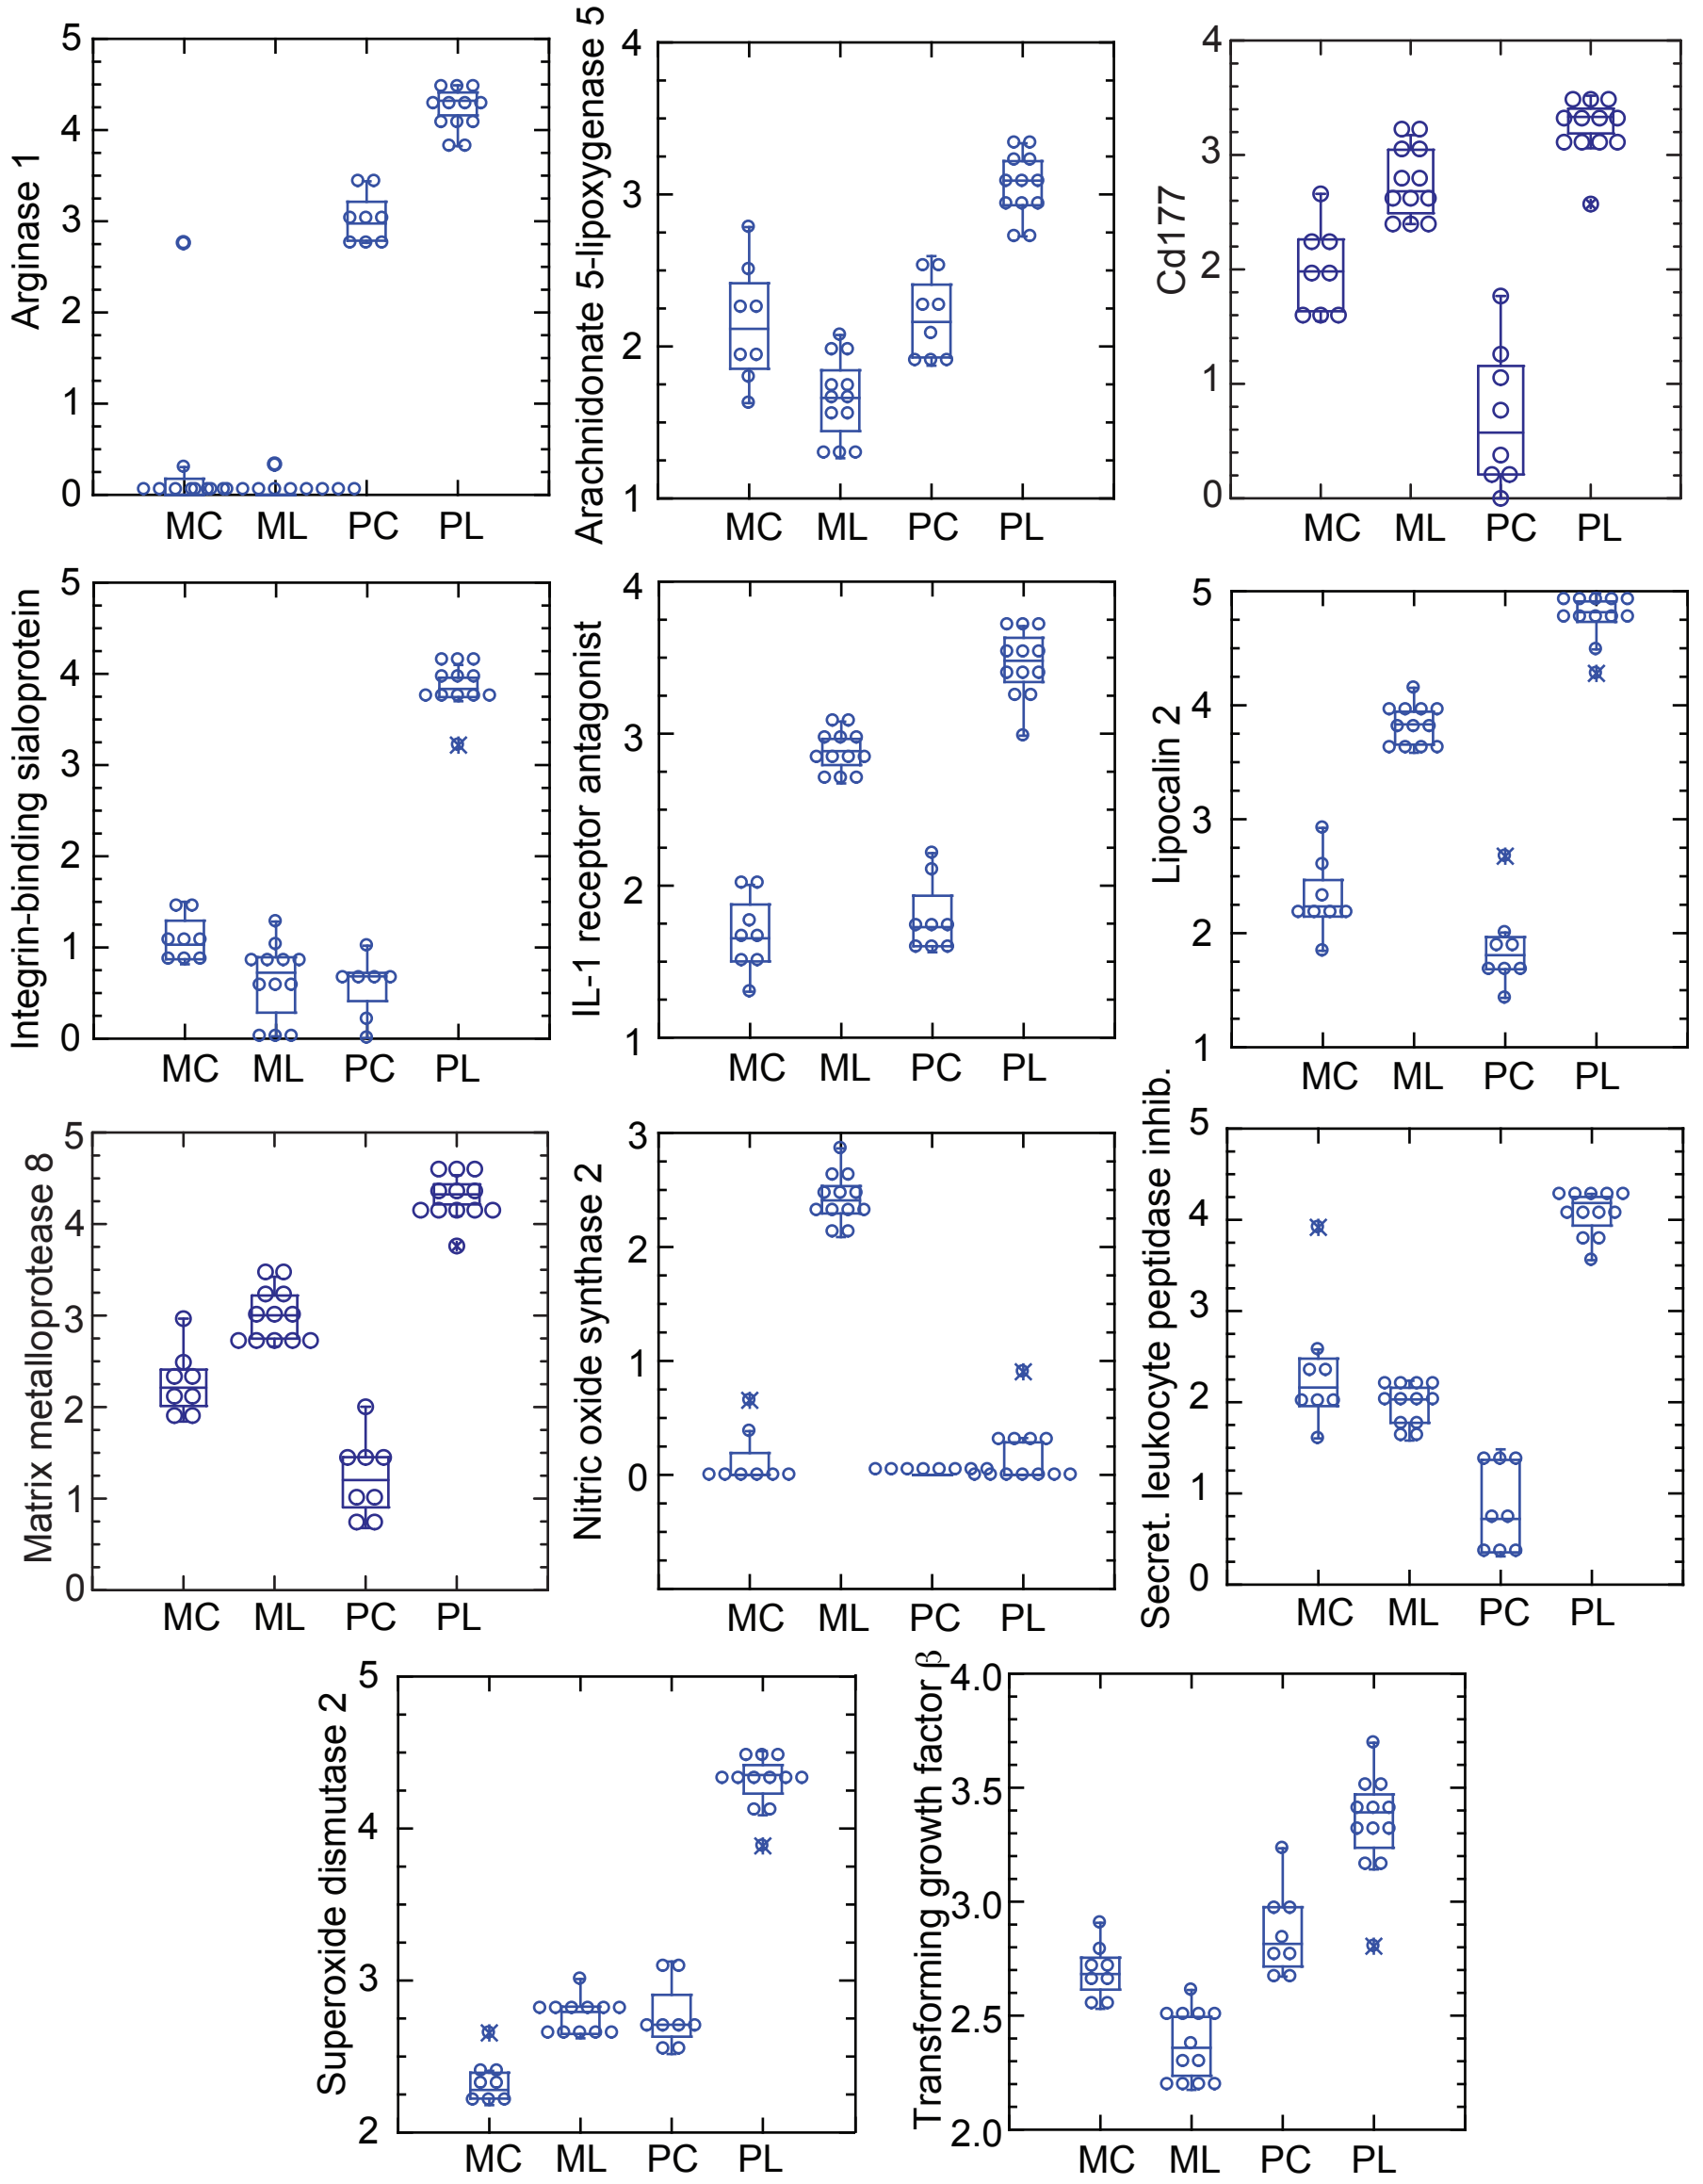 Arginase 1
5
4
3
2
1
0
MC ML PC PL
Arachnidonate 5-lipoxygenase 5
4
3
2
1
MC ML PC PL
Cd177
4
3
2
1
0
MC ML PC PL
Integrin-binding sialoprotein
5
4
3
2
1
0
MC ML PC PL
IL-1 receptor antagonist
4
3
2
1
MC ML PC PL
Lipocalin 2
5
4
3
2
1
MC ML PC PL
Matrix metalloprotease 8
5
4
3
2
1
0
MC ML PC PL
Nitric oxide synthase 2
3
2
1
0
MC ML PC PL
Secret. leukocyte peptidase inhib.
5
4
3
2
1
0
MC ML PC PL
Superoxide dismutase 2
5
4
3
2
MC ML PC PL
Transforming growth factor β
4.0
3.5
3.0
2.5
2.0
MC ML PC PL